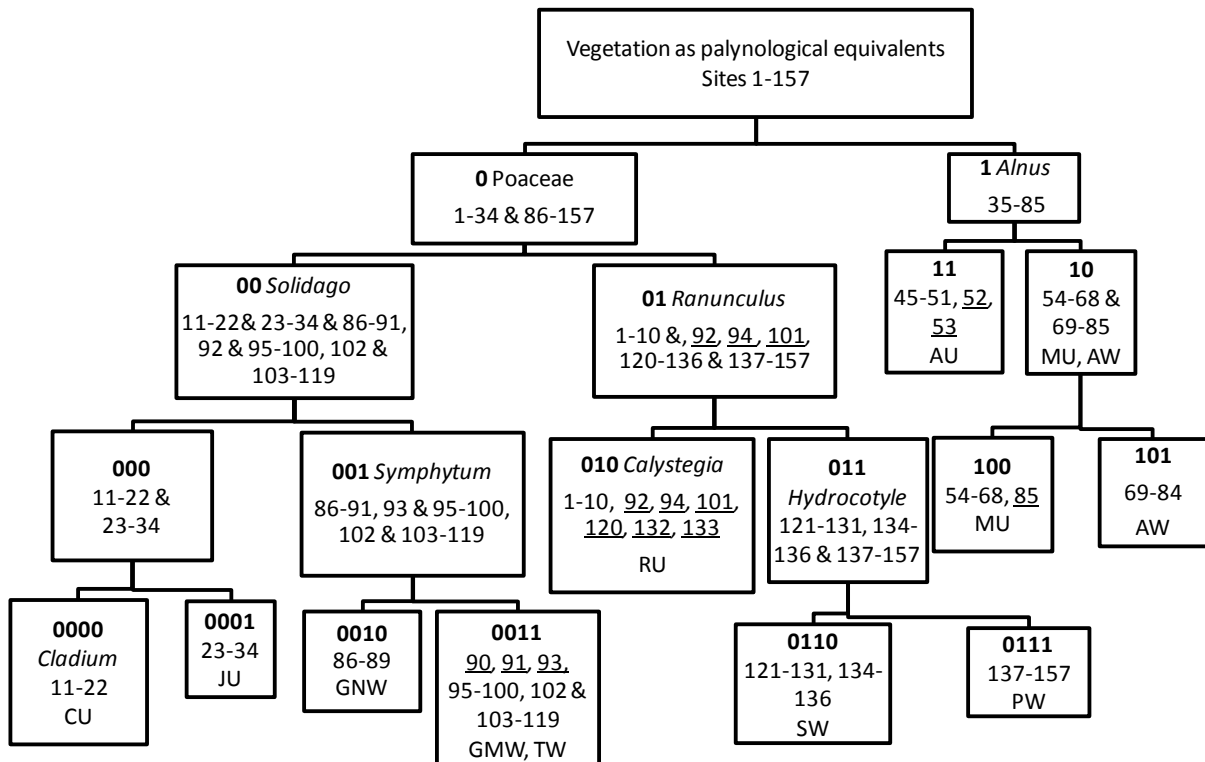 Vegetation as palynological equivalents
Sites 1-157
0 Poaceae
1-34 & 86-157
1 Alnus
35-85
00 Solidago
11-22& 23-34 & 86-91,
92 & 95-100, 102 &
103-119
01 Ranunculus
1-10 &, 92, 94, 101,
120-136 & 137-157
11
45-51, 52,
53
AU
10
54-68 &
69-85
MU, AW
000
11-22 &
23-34
001 Symphytum
86-91, 93 & 95-100,
102 & 103-119
010 Calystegia
1-10, 92, 94, 101,
120, 132, 133
RU
011
Hydrocotyle
121-131, 134-
136 & 137-157
100
54-68, 85
MU
101
69-84
AW
0000
Cladium
11-22
CU
0001
23-34
JU
0010
86-89
GNW
0011
90, 91, 93,
95-100, 102 &
103-119
GMW, TW
0110
121-131, 134-
136
SW
0111
137-157
PW